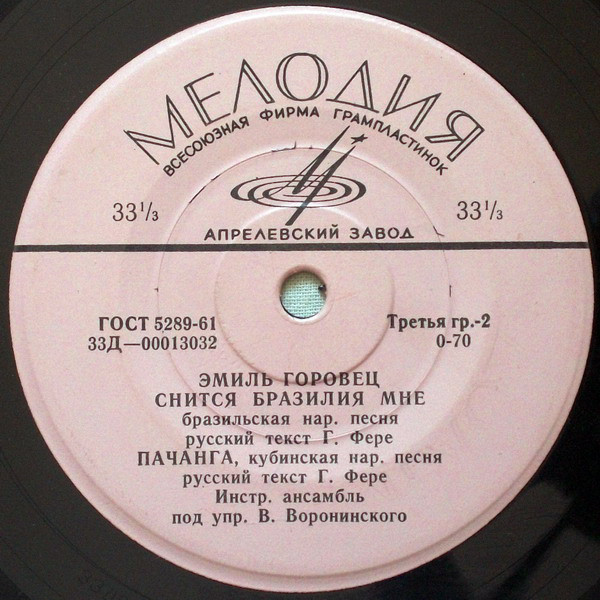 МЕЛОДИЯ
ВСЕСОЮЗНАЯ ФИРМА ГРАМПЛАСТИНОК
33⅓ 33⅓
АПРЕЛЕВСКИЙ ЗАВОД
ГОСТ 5289-61 Третья гр.-2
33Д—00013032 0-70
ЭМИЛЬ ГОРОВЕЦ
СНИТСЯ БРАЗИЛИЯ МНЕ
бразильская нар. песня
русский текст Г. Фере
ПАЧАНГА, кубинская нар. песня
русский текст Г. Фере
Инстр. ансамбль
под упр. В. Воронинского